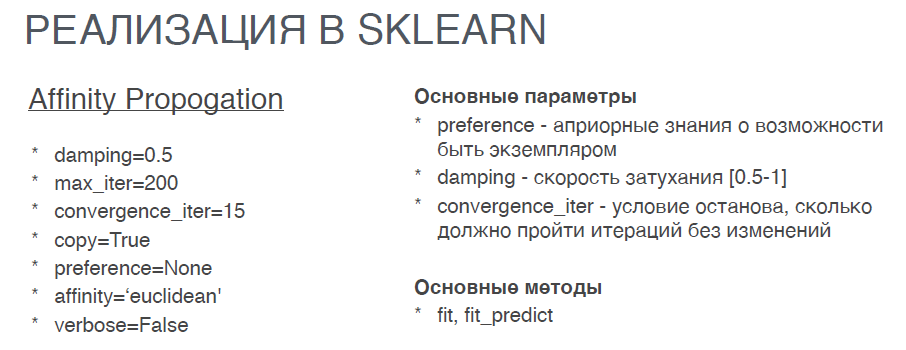 РЕАЛИЗАЦИЯ В SKLEARN
Affinity Propogation
* damping=0.5
* max_iter=200
* convergence_iter=15
* copy=True
* preference=None
* affinity=‘euclidean'
* verbose=False
Основные параметры
* preference - априорные знания о возможности
быть экземпляром
* damping - скорость затухания [0.5-1]
* convergence_iter - условие останова, сколько
должно пройти итераций без изменений
Основные методы
* fit, fit_predict